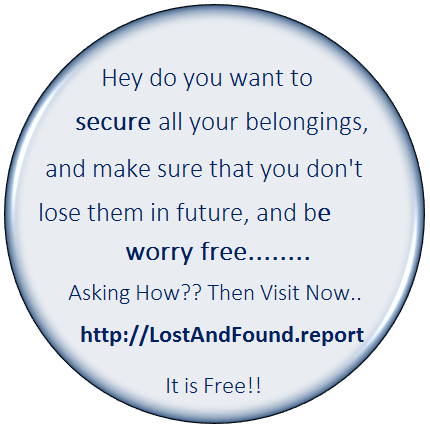 Hey do you want to
secure all your belongings,
and make sure that you don't
lose them in future, and be
worry free........
Asking How?? Then Visit Now..
http://LostAndFound.report
It is Free!!